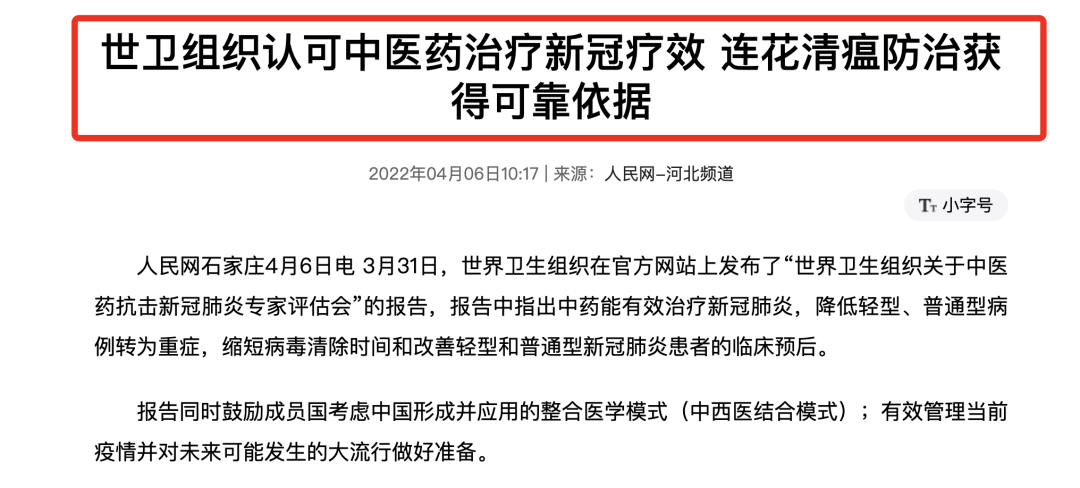 世卫组织认可中医药治疗新冠疗效 连花清瘟防治获
得可靠依据
2022年04月06日10:17 | 来源：人民网-河北频道
TT 小字号
人民网石家庄4月6日电 3月31日，世界卫生组织在官方网站上发布了“世界卫生组织关于中医
药抗击新冠肺炎专家评估会”的报告，报告中指出中药能有效治疗新冠肺炎，降低轻型、普通型病
例转为重症，缩短病毒清除时间和改善轻型和普通型新冠肺炎患者的临床预后。
报告同时鼓励成员国考虑中国形成并应用的整合医学模式（中西医结合模式）；有效管理当前
疫情并对未来可能发生的大流行做好准备。